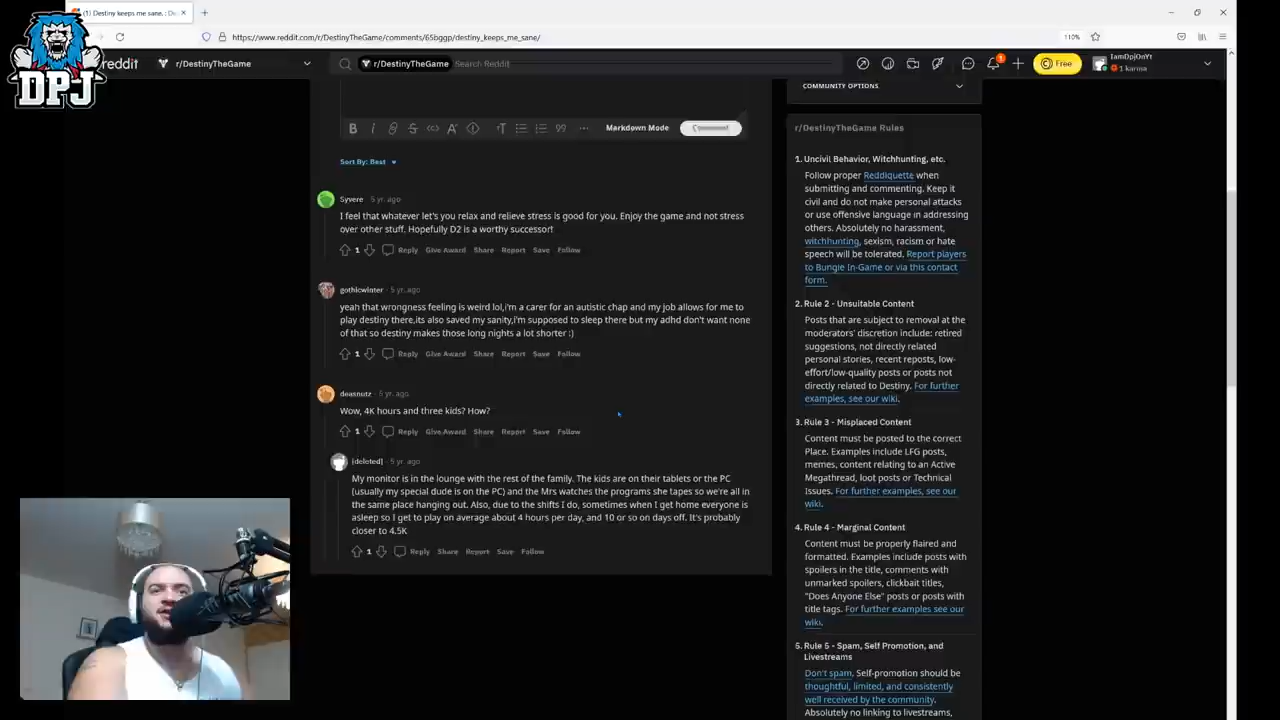 (1) Destiny keeps me sane. : De
https://www.reddit.com/r/DestinyTheGame/comments/65bggp/destiny_keeps_me_sane/
110%
DPJ
reddit
r/DestinyTheGame
r/DestinyTheGame
Search Reddit
1
Free
IamDpjOnYt
1 karma
COMMUNITY OPTIONS
Markdown Mode
Comment
Sort By: Best
Syvere · 5 yr. ago
I feel that whatever let's you relax and relieve stress is good for you. Enjoy the game and not stress
over other stuff. Hopefully D2 is a worthy successor!
1 Reply Give Award Share Report Save Follow
gothicwinter · 5 yr. ago
yeah that wrongness feeling is weird lol,i'm a carer for an autistic chap and my job allows for me to
play destiny there,its also saved my sanity,i'm supposed to sleep there but my adhd don't want none
of that so destiny makes those long nights a lot shorter :)
1 Reply Give Award Share Report Save Follow
deasnutz · 5 yr. ago
Wow, 4K hours and three kids? How?
1 Reply Give Award Share Report Save Follow
[deleted] · 5 yr. ago
My monitor is in the lounge with the rest of the family. The kids are on their tablets or the PC
(usually my special dude is on the PC) and the Mrs watches the programs she tapes so we're all in
the same place hanging out. Also, due to the shifts I do, sometimes when I get home everyone is
asleep so I get to play on average about 4 hours per day, and 10 or so on days off. It's probably
closer to 4.5K
1 Reply Share Report Save Follow
r/DestinyTheGame Rules
1. Uncivil Behavior, Witchhunting, etc.
Follow proper Reddiquette when
submitting and commenting. Keep it
civil and do not make personal attacks
or use offensive language in addressing
others. Absolutely no harassment,
witchhunting, sexism, racism or hate
speech will be tolerated. Report players
to Bungie In-Game or via this contact
form.
Rule 2 - Unsuitable Content
Posts that are subject to removal at the
moderators' discretion include: retired
suggestions, not directly related
personal stories, recent reposts, low-
effort/low-quality posts or posts not
directly related to Destiny. For further
examples, see our wiki.
3. Rule 3 - Misplaced Content
Content must be posted to the correct
Place. Examples include LFG posts,
memes, content relating to an Active
Megathread, loot posts or Technical
Issues. For further examples, see our
wiki.
4. Rule 4 - Marginal Content
Content must be properly flaired and
formatted. Examples include posts with
spoilers in the title, comments with
unmarked spoilers, clickbait titles,
"Does Anyone Else" posts or posts with
title tags. For further examples see our
wiki.
5. Rule 5 - Spam, Self Promotion, and
Livestreams
Don't spam. Self-promotion should be
thoughtful, limited, and consistently
well received by the community.
Absolutely no linking to livestreams,